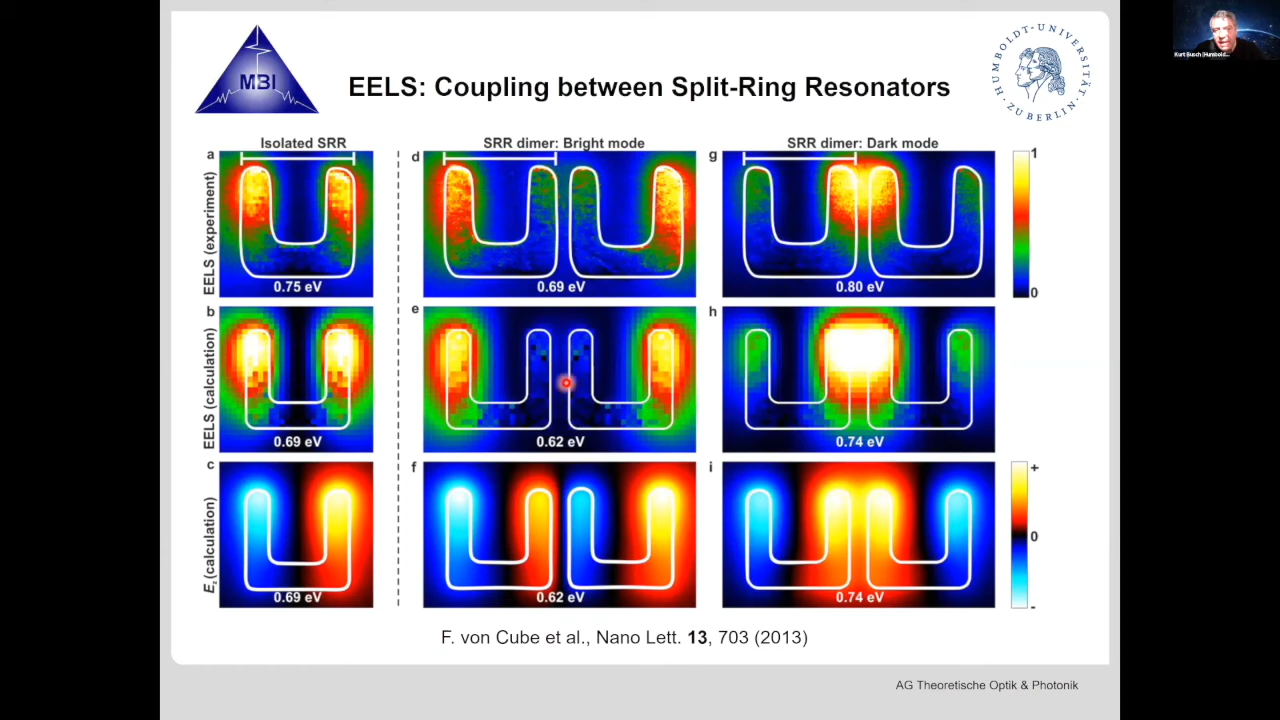 MBI
EELS: Coupling between Split-Ring Resonators
HUMBOLDT-UNIVERSITÄT
ZU BERLIN
Kurt Busch (Humbold...
Isolated SRR
SRR dimer: Bright mode
SRR dimer: Dark mode
EELS (experiment)
a
0.75 eV
d
0.69 eV
g
0.80 eV
1
0
EELS (calculation)
b
0.69 eV
e
0.62 eV
h
0.74 eV
Ez (calculation)
c
0.69 eV
f
0.62 eV
i
0.74 eV
+
0
-
F. von Cube et al., Nano Lett. 13, 703 (2013)
AG Theoretische Optik & Photonik